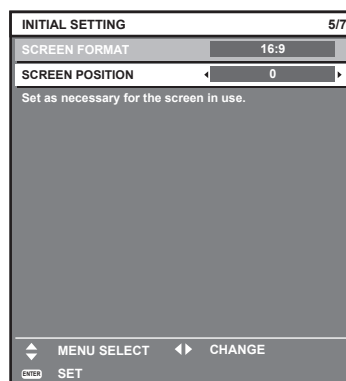 INITIAL SETTING 5/7
SCREEN FORMAT 16:9
SCREEN POSITION 0
Set as necessary for the screen in use.
MENU SELECT CHANGE
ENTER SET